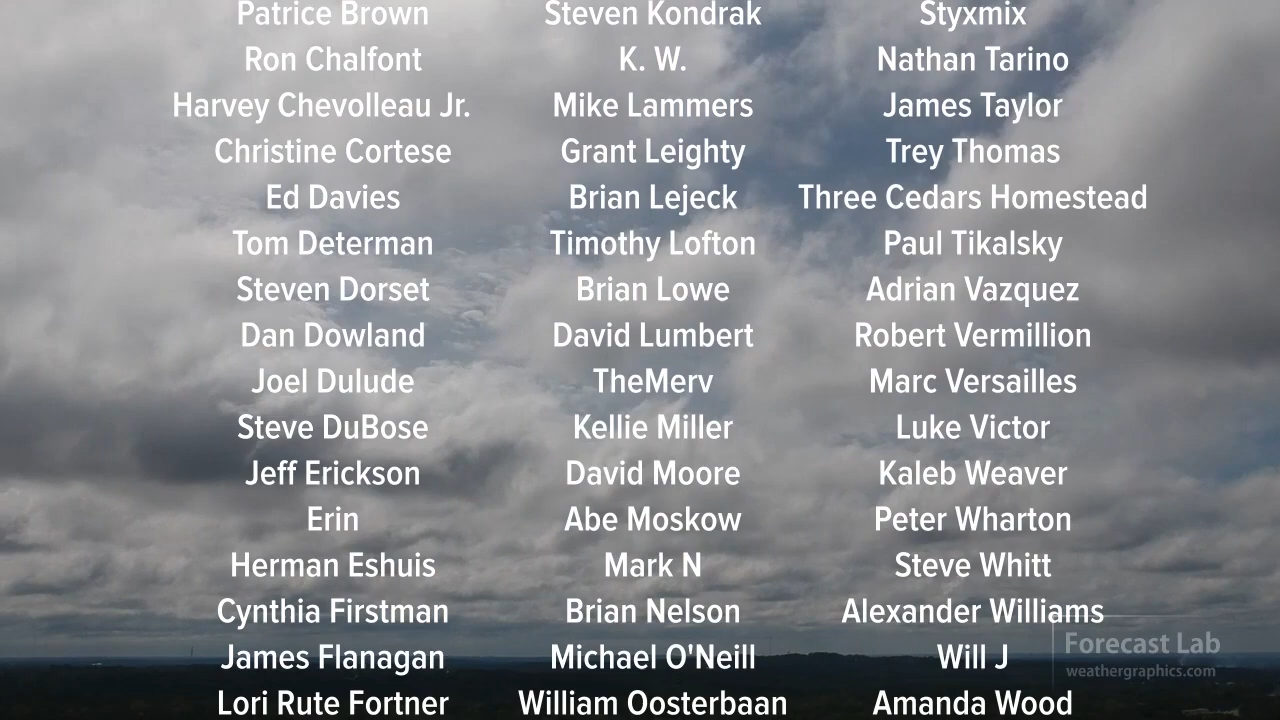 Patrice Brown
Ron Chalfont
Harvey Chevolleau Jr.
Christine Cortese
Ed Davies
Tom Determan
Steven Dorset
Dan Dowland
Joel Dulude
Steve DuBose
Jeff Erickson
Erin
Herman Eshuis
Cynthia Firstman
James Flanagan
Lori Rute Fortner
Steven Kondrak
K. W.
Mike Lammers
Grant Leighty
Brian Lejeck
Timothy Lofton
Brian Lowe
David Lumbert
TheMerv
Kellie Miller
David Moore
Abe Moskow
Mark N
Brian Nelson
Michael O'Neill
William Oosterbaan
Styxmix
Nathan Tarino
James Taylor
Trey Thomas
Three Cedars Homestead
Paul Tikalsky
Adrian Vazquez
Robert Vermillion
Marc Versailles
Luke Victor
Kaleb Weaver
Peter Wharton
Steve Whitt
Alexander Williams
Will J
Amanda Wood
Forecast Lab
weathergraphics.com